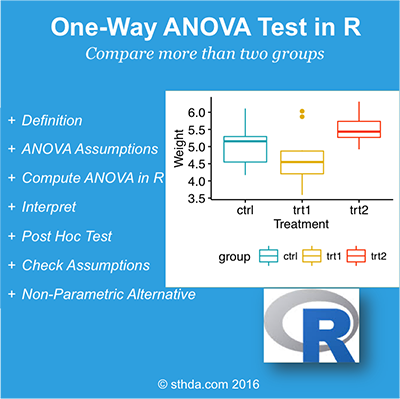 One-Way ANOVA Test in R
Compare more than two groups
+ Definition
+ ANOVA Assumptions
+ Compute ANOVA in R
+ Interpret
+ Post Hoc Test
+ Check Assumptions
+ Non-Parametric Alternative
Weight
6.0
5.5
5.0
4.5
4.0
3.5
ctrl trt1 trt2
Treatment
group ctrl trt1 trt2
R
© sthda.com 2016